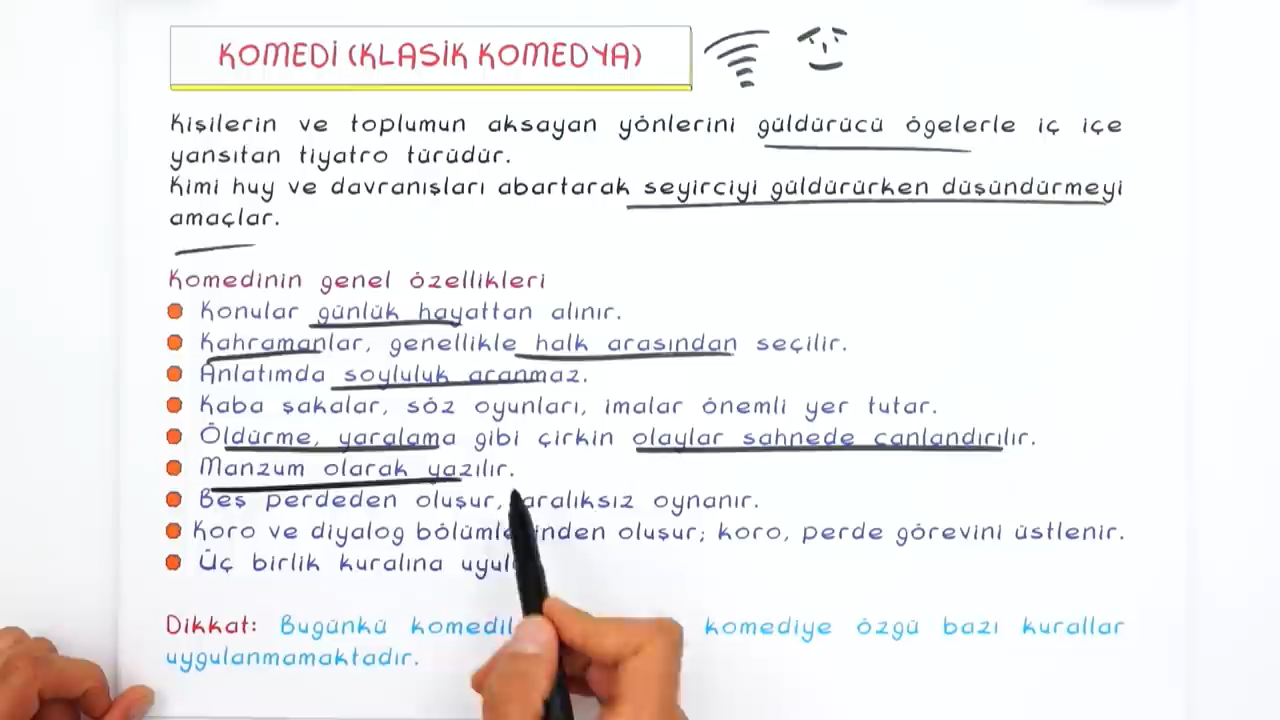 KOMEDİ (KLASİK KOMEDYA)
Kişilerin ve toplumun aksayan yönlerini güldürücü ögelerle iç içe
yansıtan tiyatro türüdür.
Kimi huy ve davranışları abartarak seyirciyi güldürürken düşündürmeyi
amaçlar.
Komedinin genel özellikleri
Konular günlük hayattan alınır.
Kahramanlar, genellikle halk arasından seçilir.
Anlatımda soyluluk aranmaz.
Kaba şakalar, söz oyunları, imalar önemli yer tutar.
Öldürme, yaralama gibi çirkin olaylar sahnede canlandırılır.
Manzum olarak yazılır.
Beş perdeden oluşur, aralıksız oynanır.
Koro ve diyalog oluşur; koro, perde görevini üstlenir.
Üç birlik kuralına
Dikkat: Bugünkü komediye özgü bazı kurallar
uygulanmamaktadır.